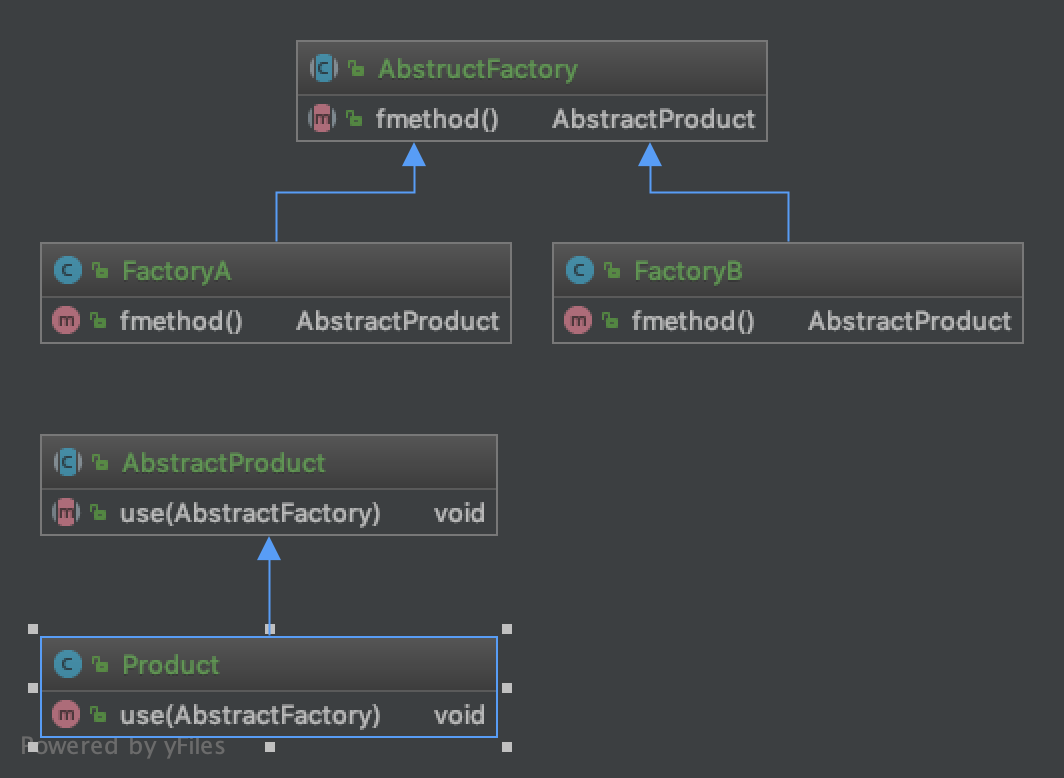 AbstructFactory
fmethod() AbstractProduct
FactoryA
fmethod() AbstractProduct
FactoryB
fmethod() AbstractProduct
AbstractProduct
use(AbstractFactory) void
Product
use(AbstractFactory) void
Powered by yFiles